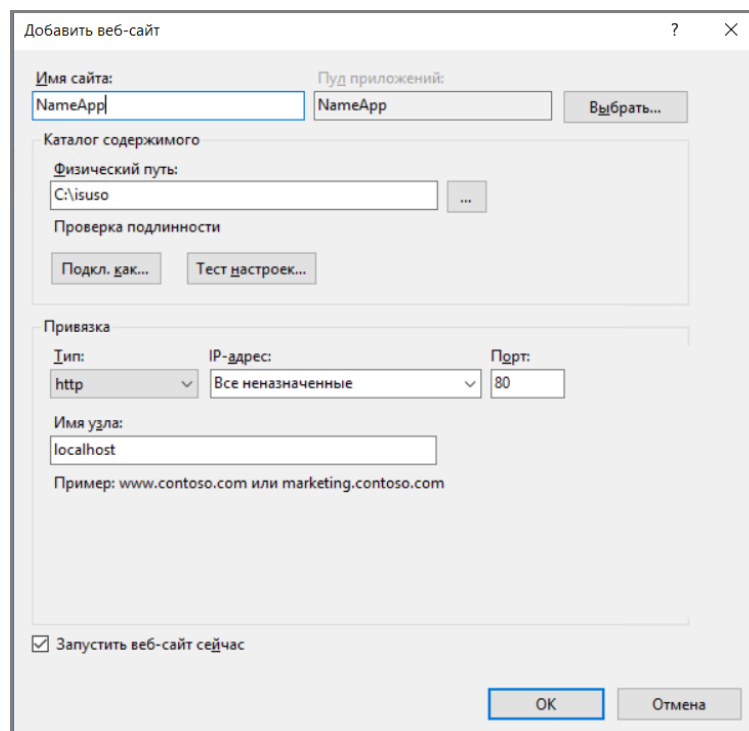 Добавить веб-сайт ?
Имя сайта: Пул приложений:
NameApp NameApp Выбрать...
Каталог содержимого
Физический путь:
C:\isuso ...
Проверка подлинности
Подкл. как... Тест настроек...
Привязка
Тип: IP-адрес: Порт:
http Все неназначенные 80
Имя узла:
localhost
Пример: www.contoso.com или marketing.contoso.com
Запустить веб-сайт сейчас
OK Отмена